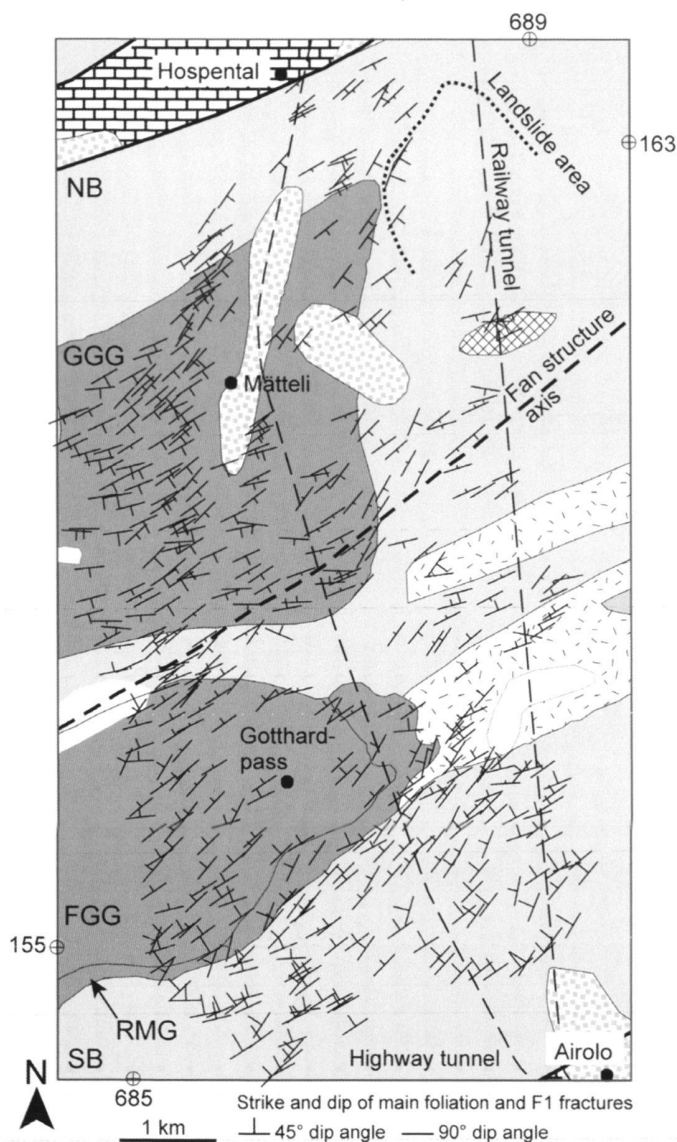 689
Hospental
Landslide area
163
Railway tunnel
NB
GGG
Mätteli
Fan structure
axis
Gotthard-
pass
FGG
155
RMG
SB
Highway tunnel
Airolo
N
685
Strike and dip of main foliation and F1 fractures
1 km
45° dip angle
90° dip angle